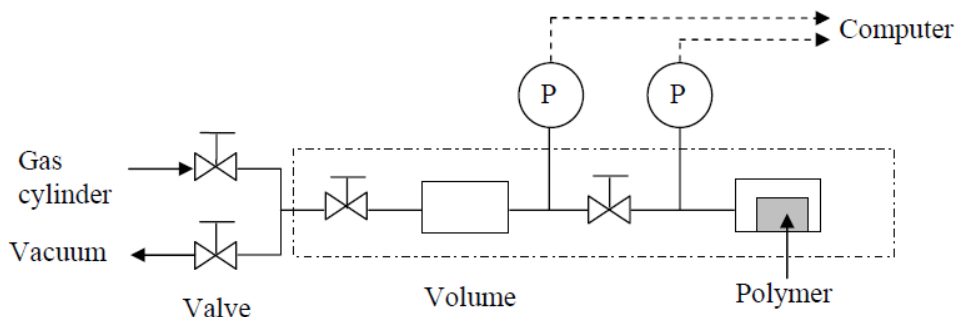 Computer
P
P
Gas
cylinder
Vacuum
Valve
Volume
Polymer